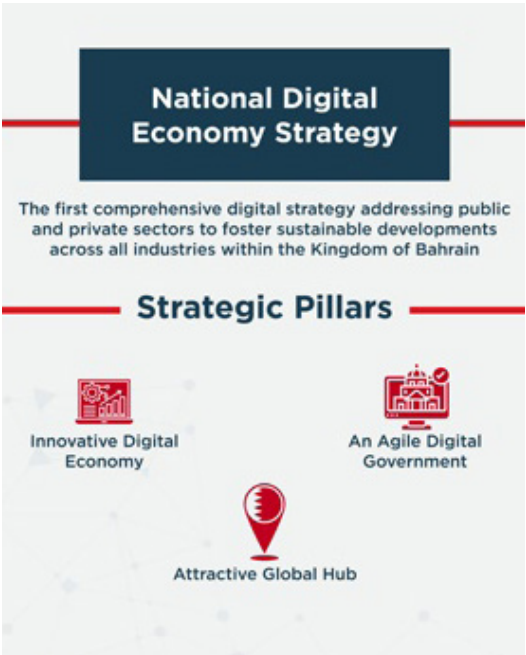 National Digital
Economy Strategy
The first comprehensive digital strategy addressing public
and private sectors to foster sustainable developments
across all industries within the Kingdom of Bahrain
Strategic Pillars
Innovative Digital
Economy
An Agile Digital
Government
Attractive Global Hub